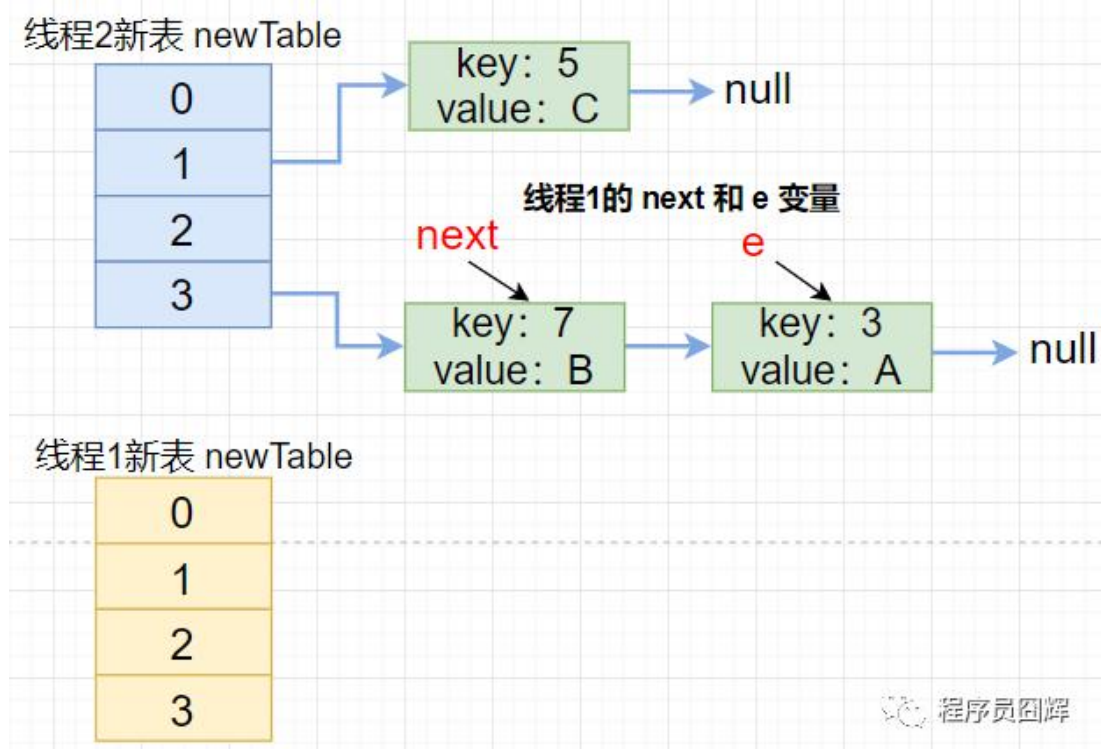 线程2新表 newTable
0
1
2
3
key: 5
value: C
null
线程1的 next 和 e 变量
next
e
key: 7
value: B
key: 3
value: A
null
线程1新表 newTable
0
1
2
3
程序员囧辉